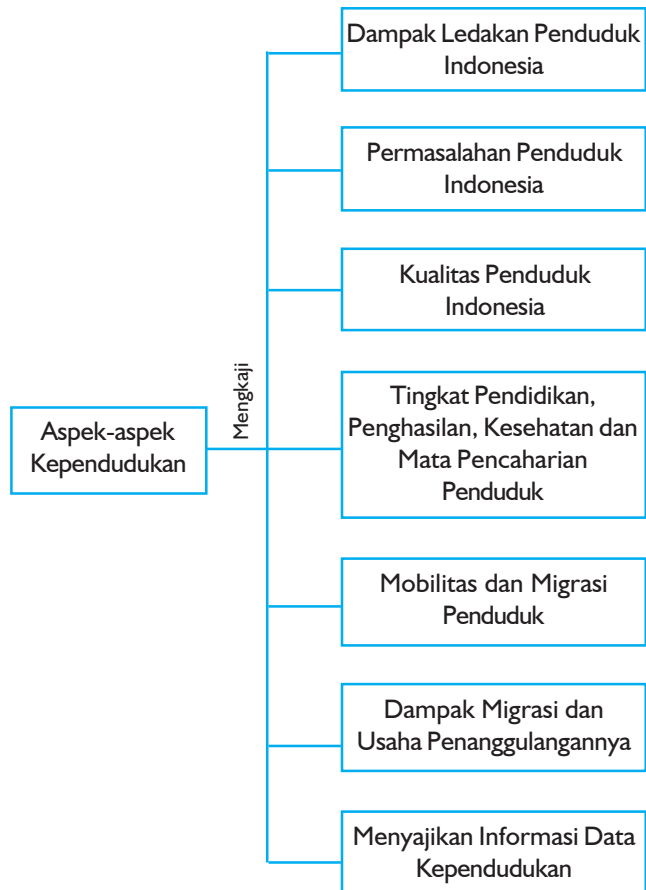 Dampak Ledakan Penduduk
Indonesia
Permasalahan Penduduk
Indonesia
Kualitas Penduduk
Indonesia
Mengkaji
Aspek-aspek
Kependudukan
Tingkat Pendidikan,
Penghasilan, Kesehatan dan
Mata Pencaharian
Penduduk
Mobilitas dan Migrasi
Penduduk
Dampak Migrasi dan
Usaha Penanggulangannya
Menyajikan Informasi Data
Kependudukan